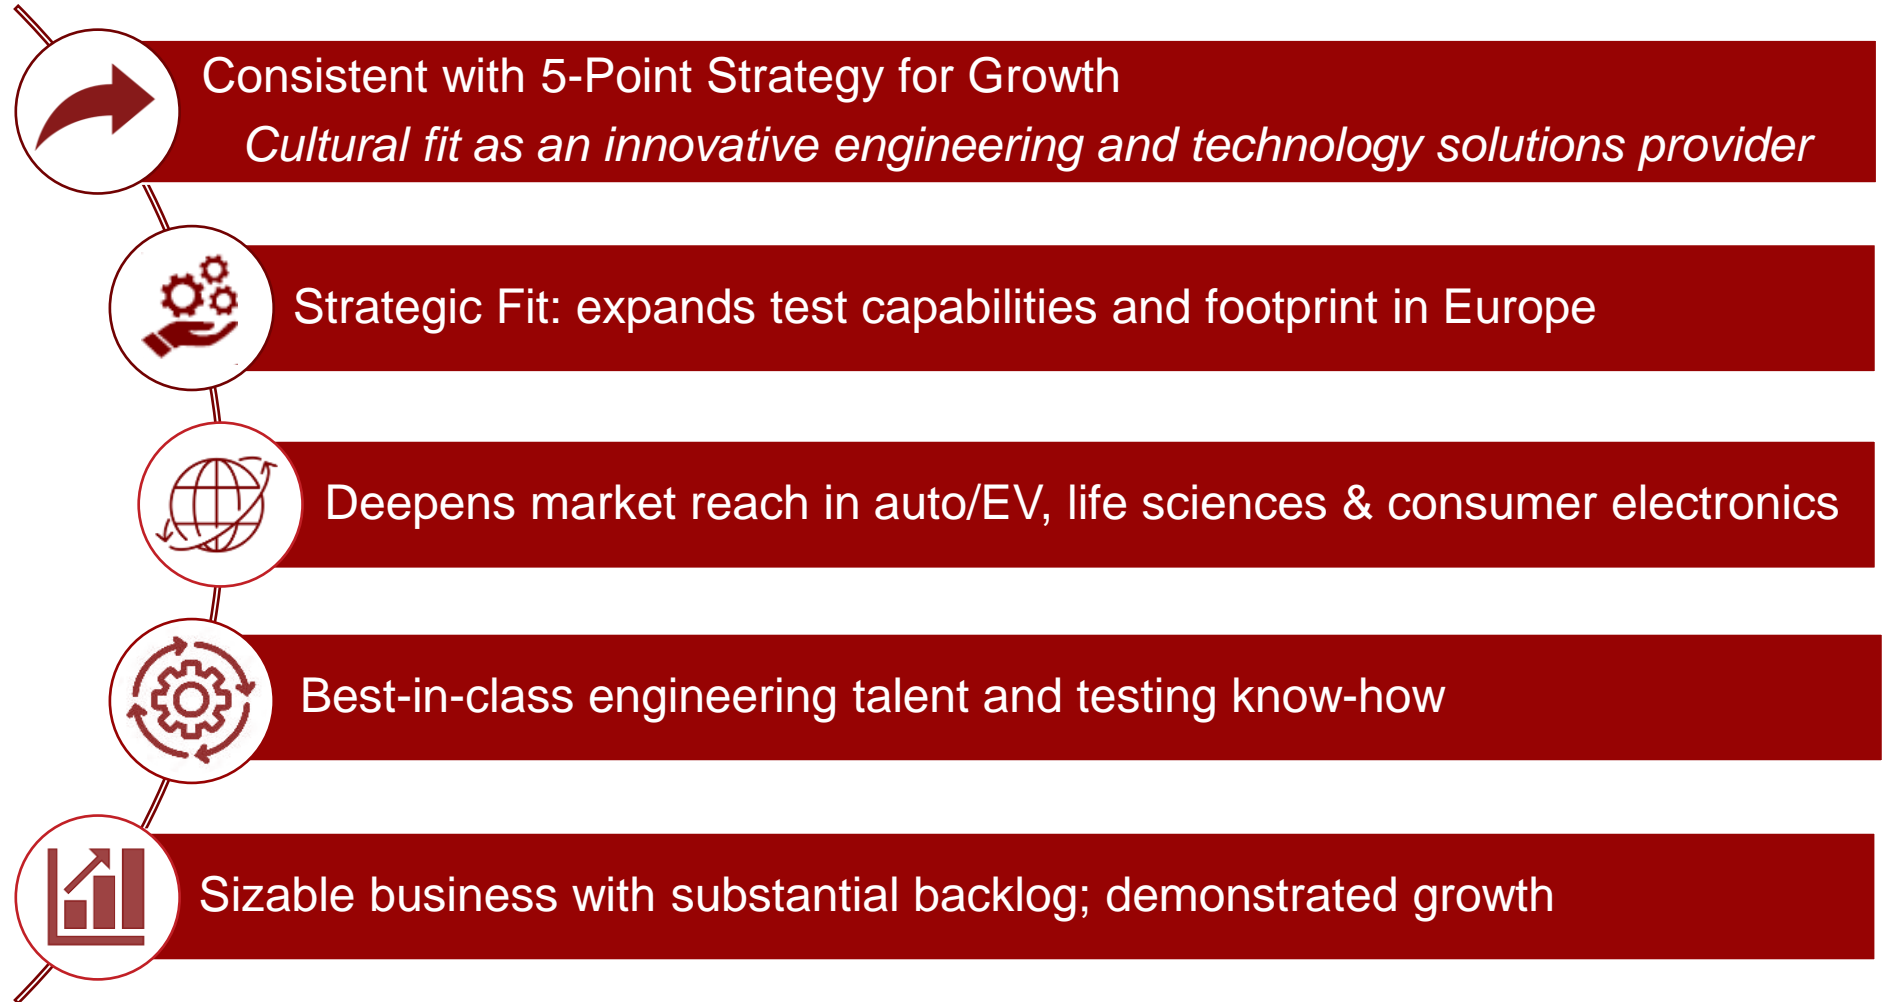 Consistent with 5-Point Strategy for Growth
Cultural fit as an innovative engineering and technology solutions provider
Strategic Fit: expands test capabilities and footprint in Europe
Deepens market reach in auto/EV, life sciences & consumer electronics
Best-in-class engineering talent and testing know-how
Sizable business with substantial backlog; demonstrated growth